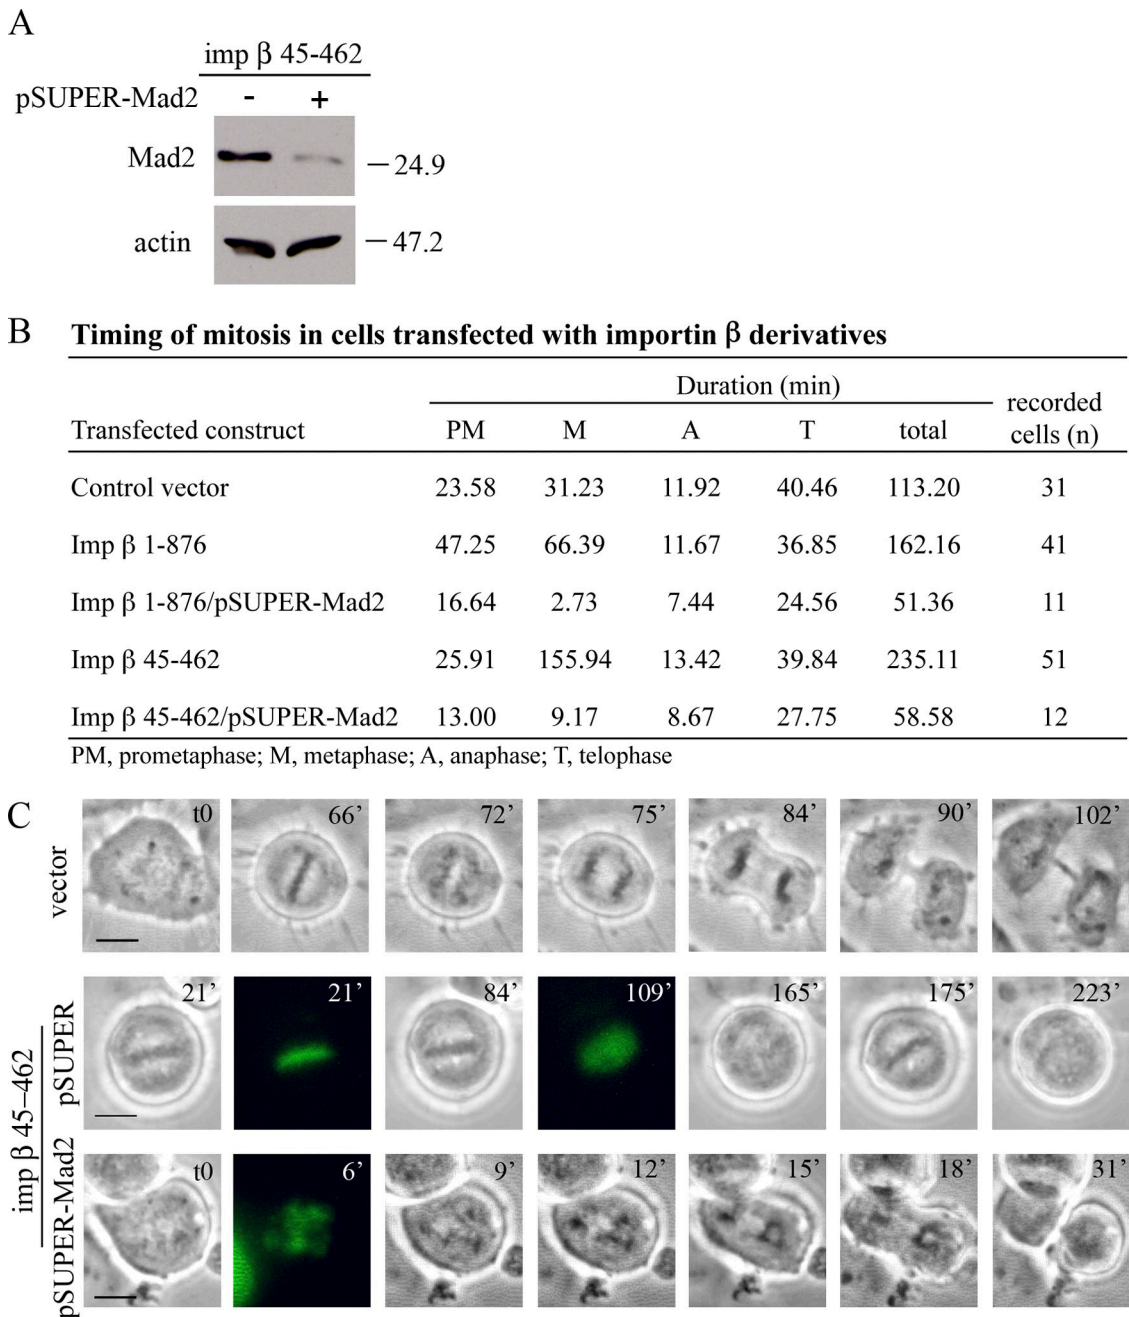 A
imp β 45-462
pSUPER-Mad2 - +
Mad2 —24.9
actin —47.2
B Timing of mitosis in cells transfected with importin β derivatives
Duration (min)
Transfected construct PM M A T total recorded cells (n)
Control vector 23.58 31.23 11.92 40.46 113.20 31
Imp β 1-876 47.25 66.39 11.67 36.85 162.16 41
Imp β 1-876/pSUPER-Mad2 16.64 2.73 7.44 24.56 51.36 11
Imp β 45-462 25.91 155.94 13.42 39.84 235.11 51
Imp β 45-462/pSUPER-Mad2 13.00 9.17 8.67 27.75 58.58 12
PM, prometaphase; M, metaphase; A, anaphase; T, telophase
C
vector
t0 66’ 72’ 75’ 84’ 90’ 102’
imp β 45–462
pSUPER
21’ 21’ 84’ 109’ 165’ 175’ 223’
pSUPER-Mad2
t0 6’ 9’ 12’ 15’ 18’ 31’